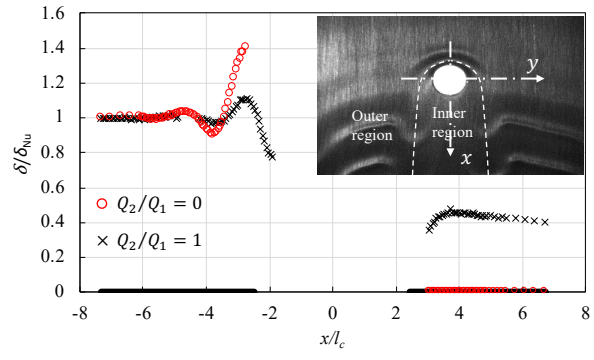 1.6
1.4
1.2
1
0.8
0.6
0.4
0.2
0
δ/δNu
y
Outer region
Inner region
x
Q₂/Q₁ = 0
Q₂/Q₁ = 1
-8 -6 -4 -2 0 2 4 6 8
x/lc